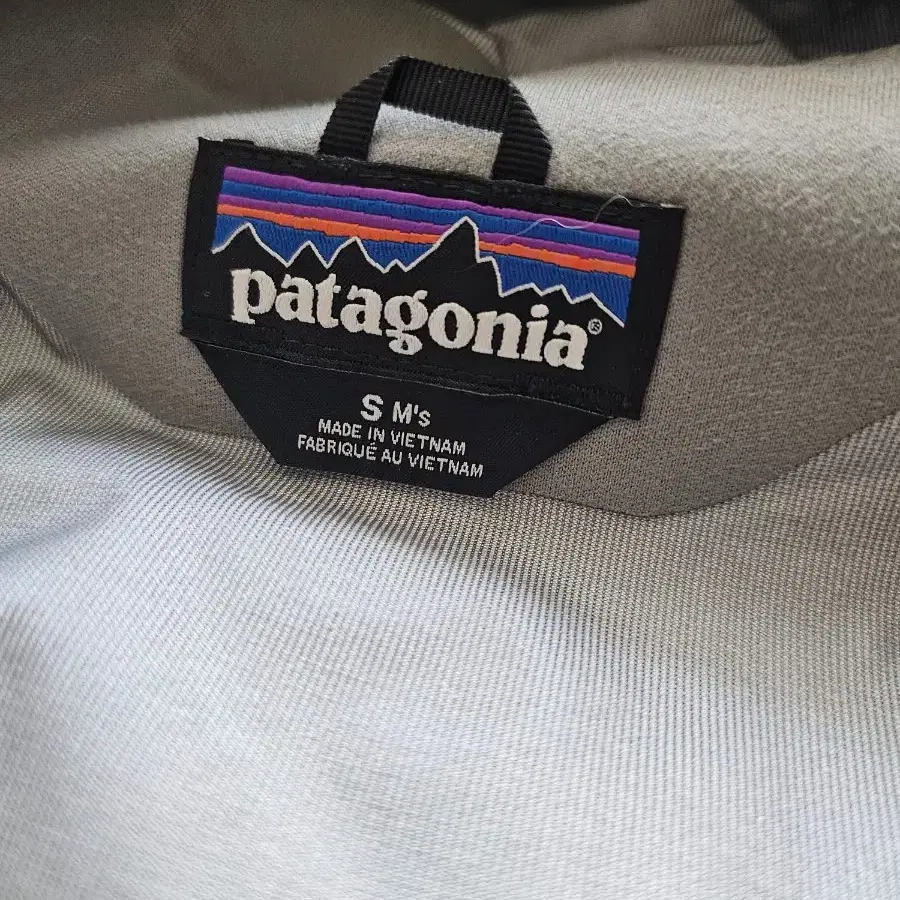 patagonia®
S M's
MADE IN VIETNAM
FABRIQUÉ AU VIETNAM